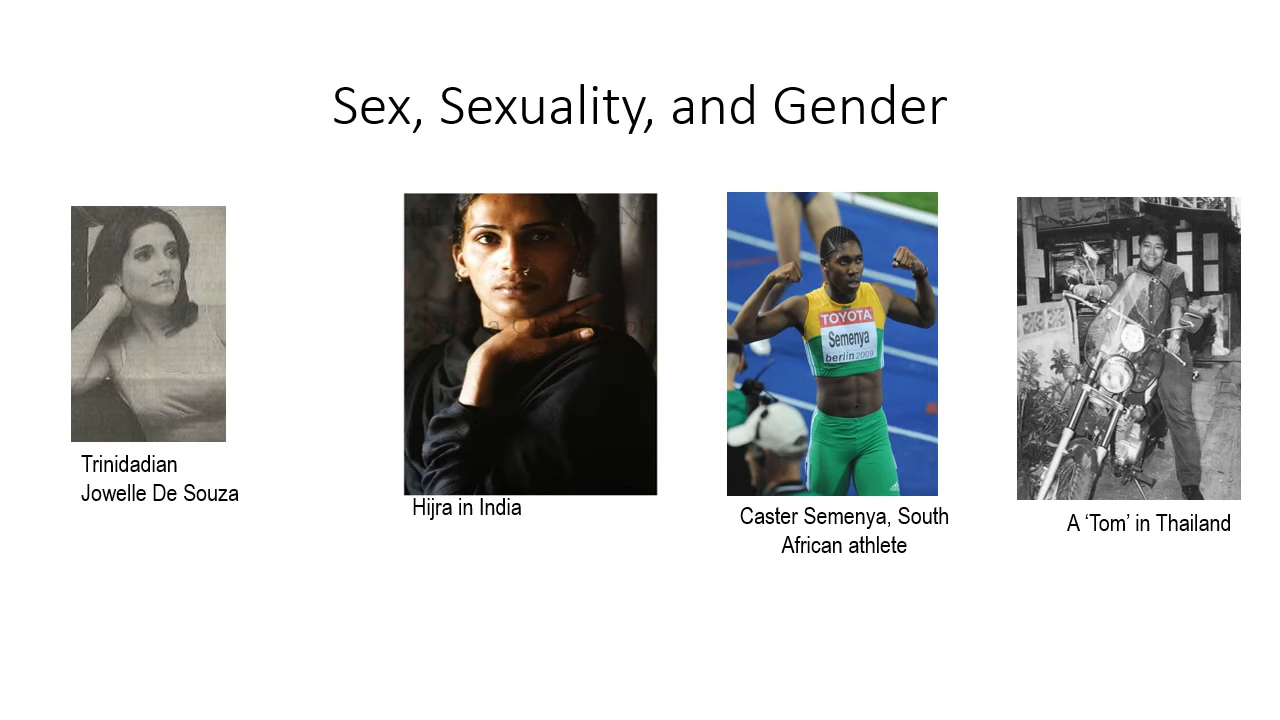 Sex, Sexuality, and Gender
Trinidadian
Jowelle De Souza
Hijra in India
TOYOTA
Semenya
berlin 2009
Caster Semenya, South
African athlete
A ‘Tom’ in Thailand